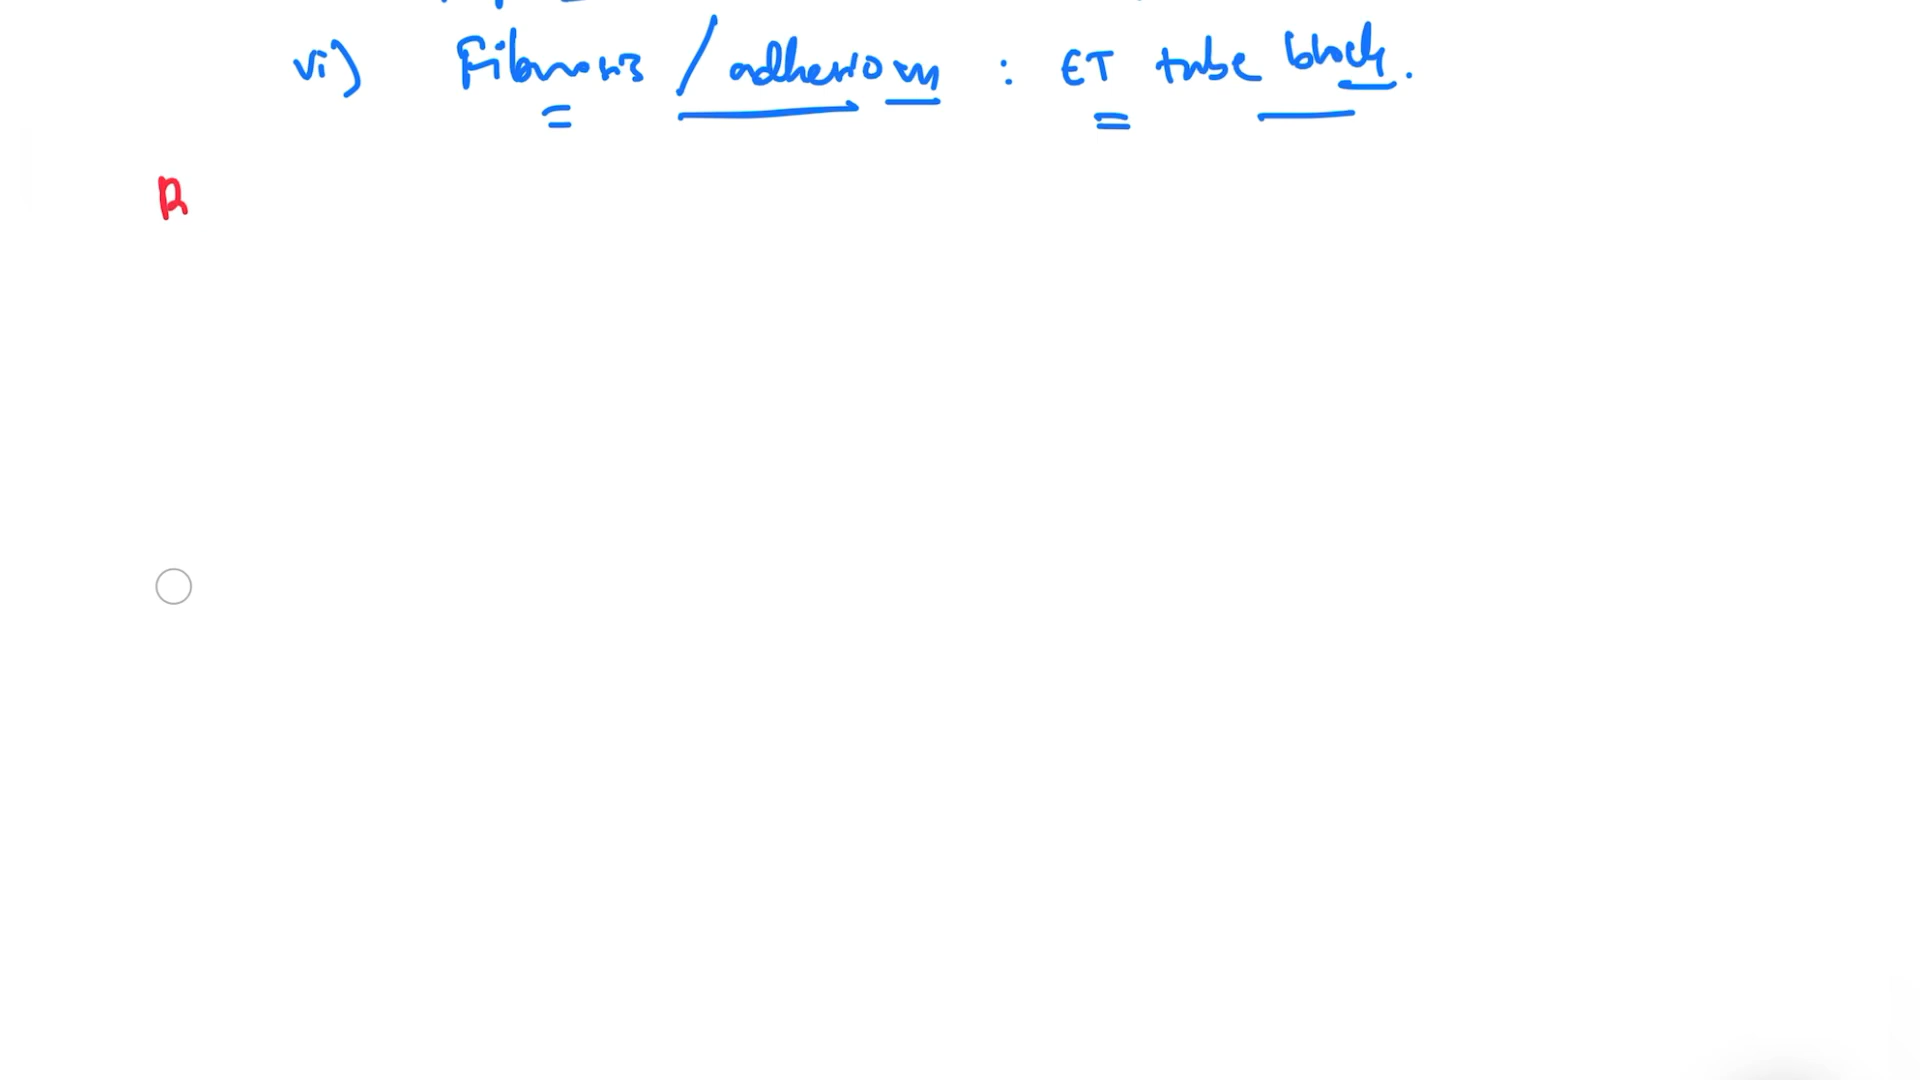 vi) Fibrosis / adhesion : ET tube block.
R